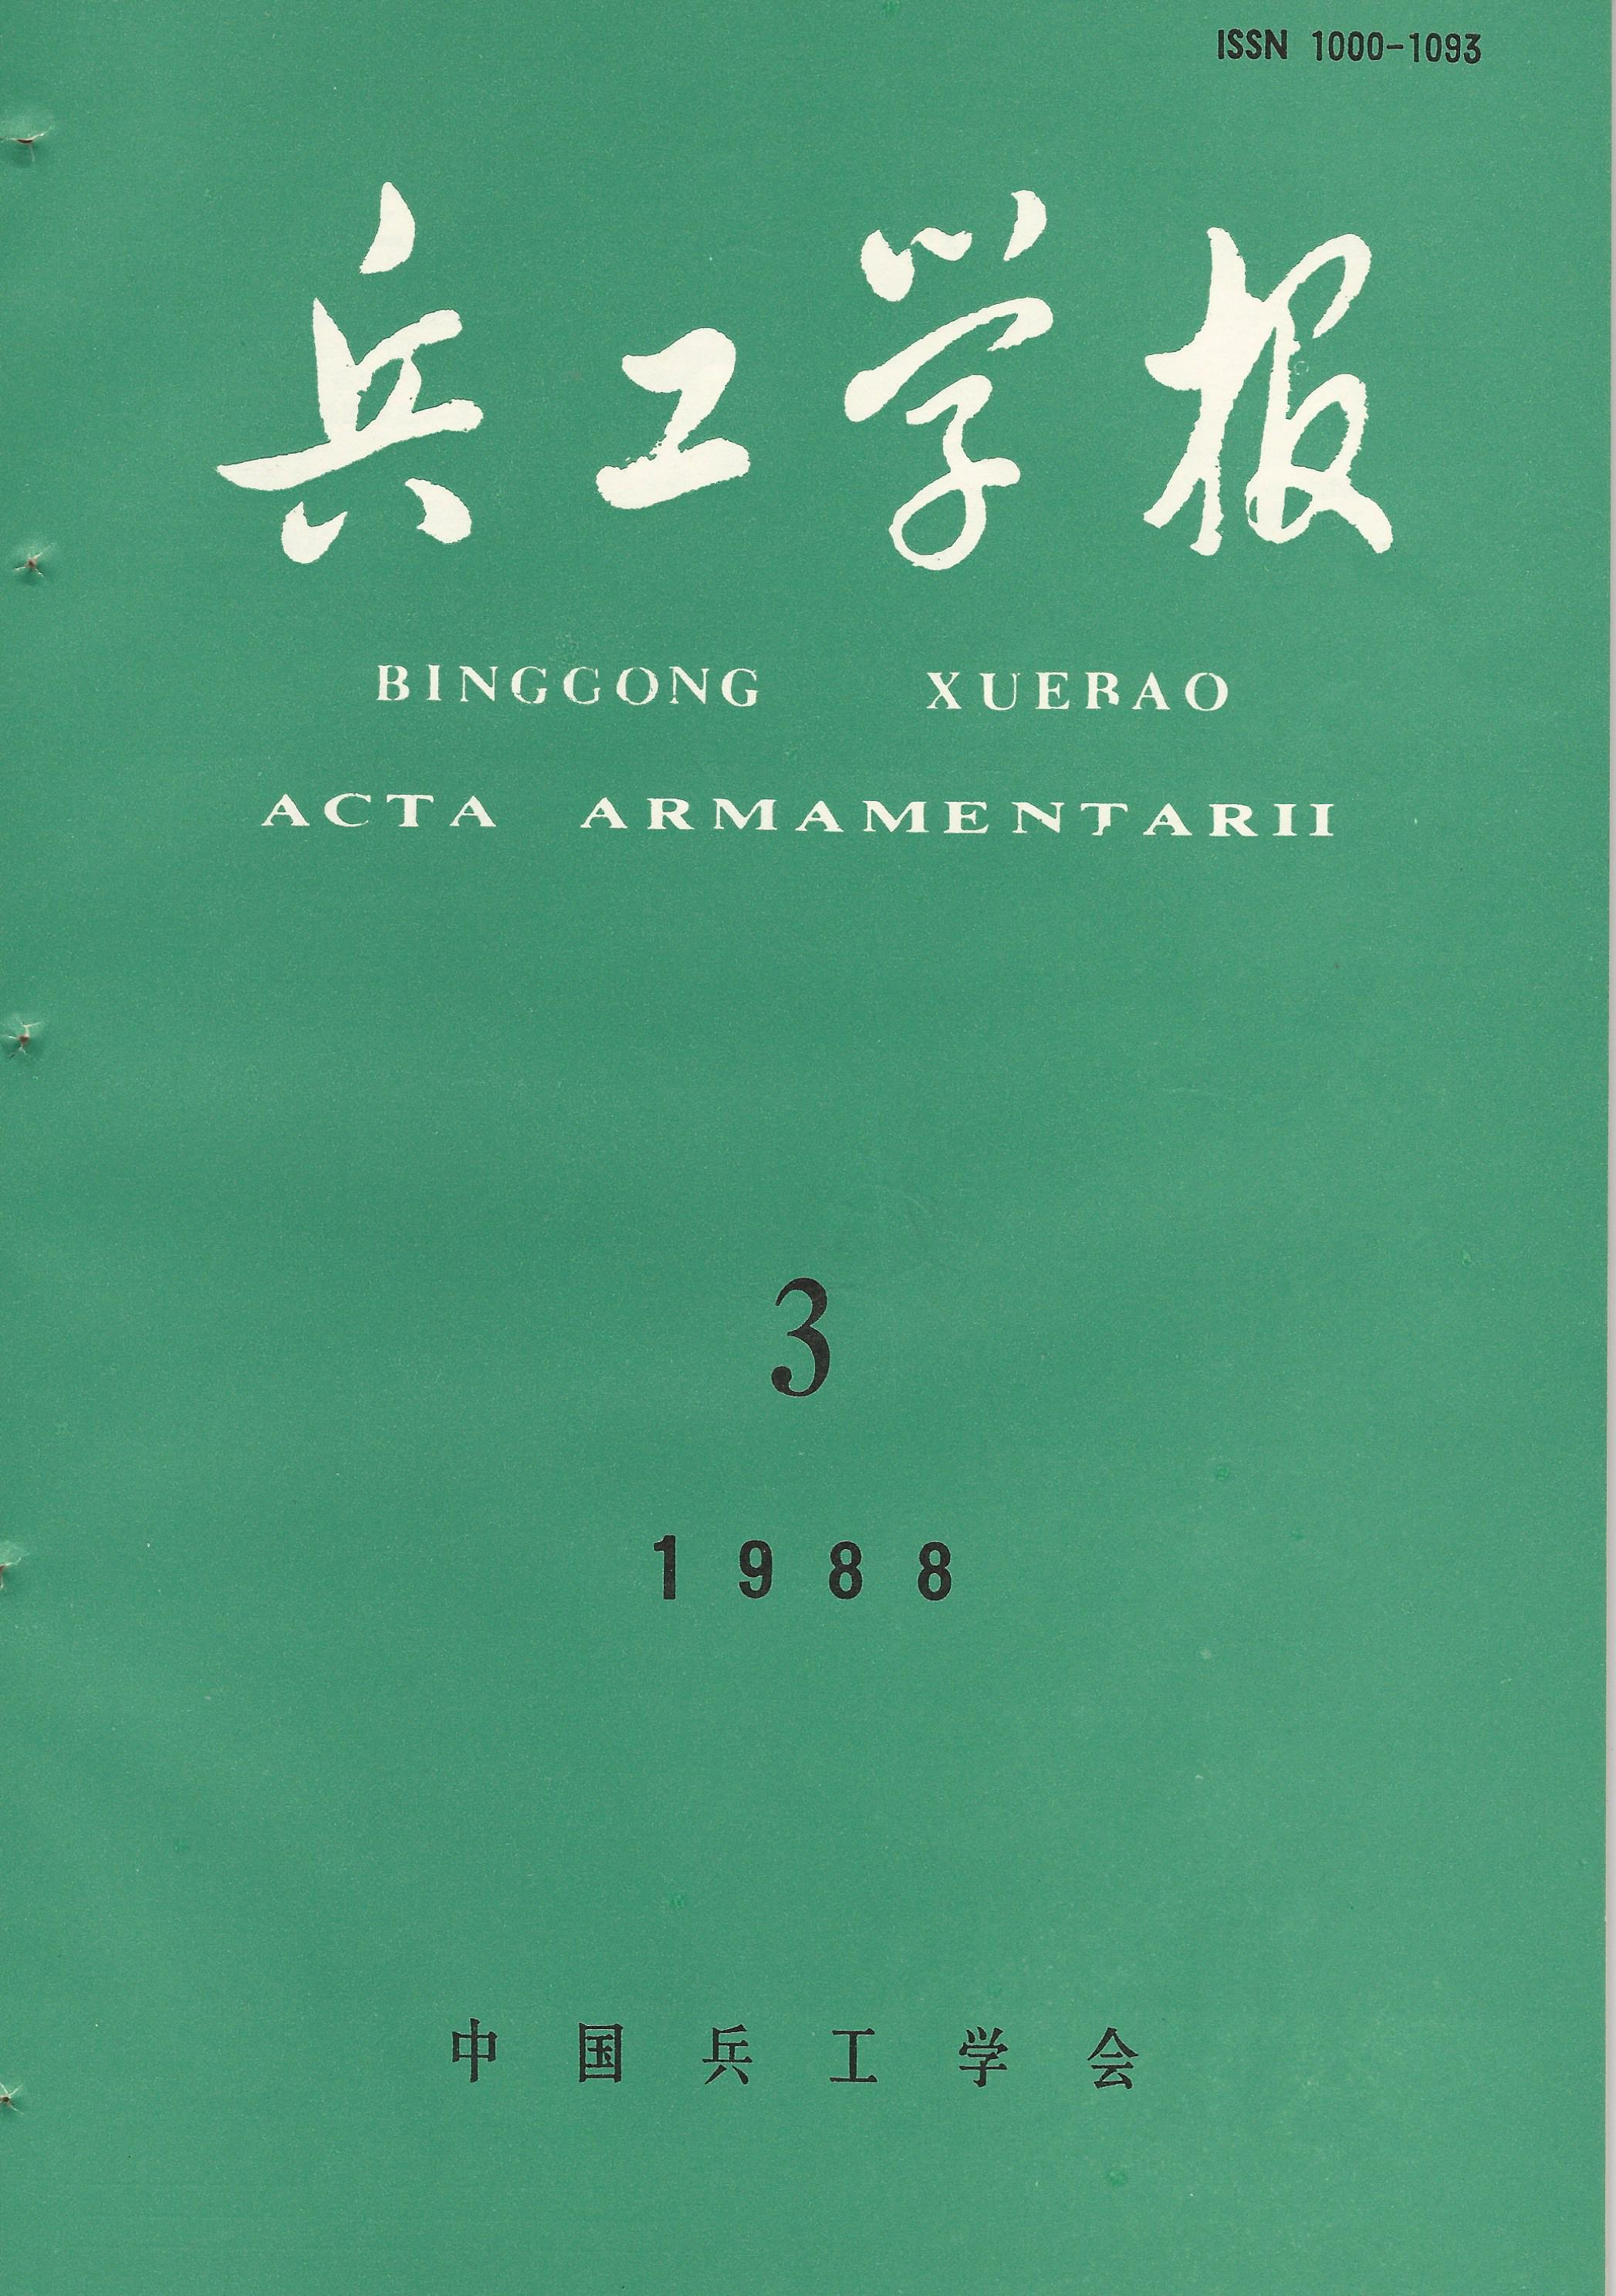 ISSN 1000-1093
兵工学报
BINGGONG XUEBAO
ACTA ARMAMENTARII
3
1988
中国兵工学会